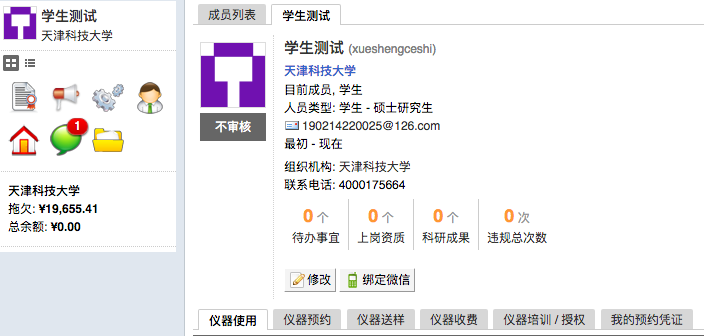 学生测试
天津科技大学
1
天津科技大学
拖欠: ¥19,655.41
总余额: ¥0.00
成员列表
学生测试
不审核
学生测试 (xueshengceshi)
天津科技大学
目前成员, 学生
人员类型: 学生 - 硕士研究生
190214220025@126.com
最初 - 现在
组织机构: 天津科技大学
联系电话: 4000175664
0 个 0 个 0 个 0 次
待办事宜 上岗资质 科研成果 违规总次数
修改 绑定微信
仪器使用 仪器预约 仪器送样 仪器收费 仪器培训 / 授权 我的预约凭证